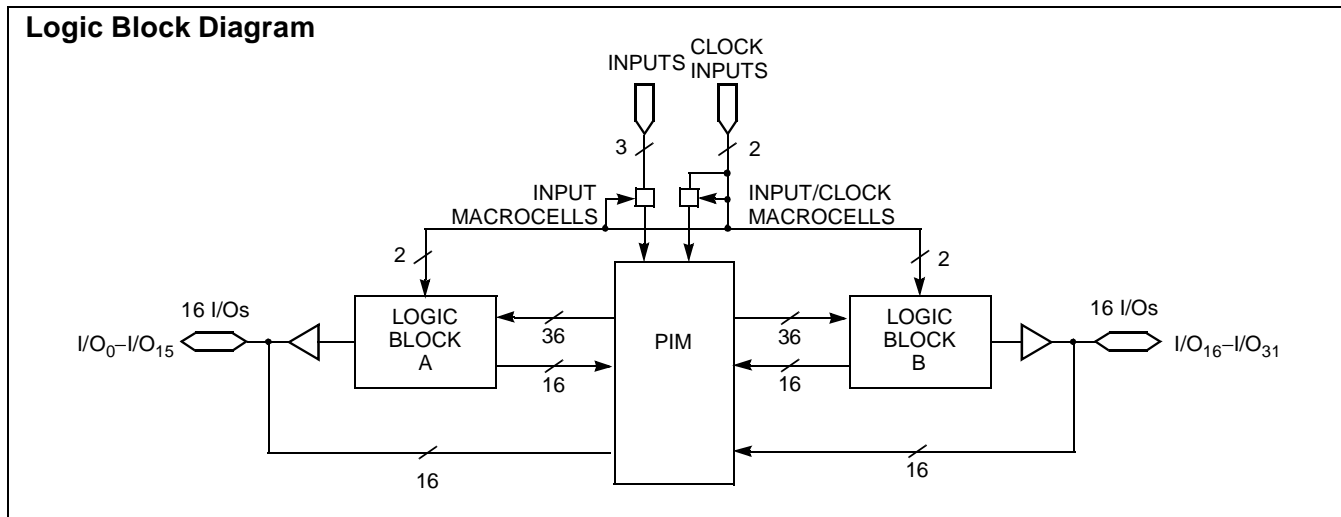 Logic Block Diagram
INPUTS
CLOCK
INPUTS
3
2
INPUT
MACROCELLS
INPUT/CLOCK
MACROCELLS
2
2
16 I/Os
I/O0–I/O15
LOGIC
BLOCK
A
36
16
PIM
36
16
LOGIC
BLOCK
B
16 I/Os
I/O16–I/O31
16
16